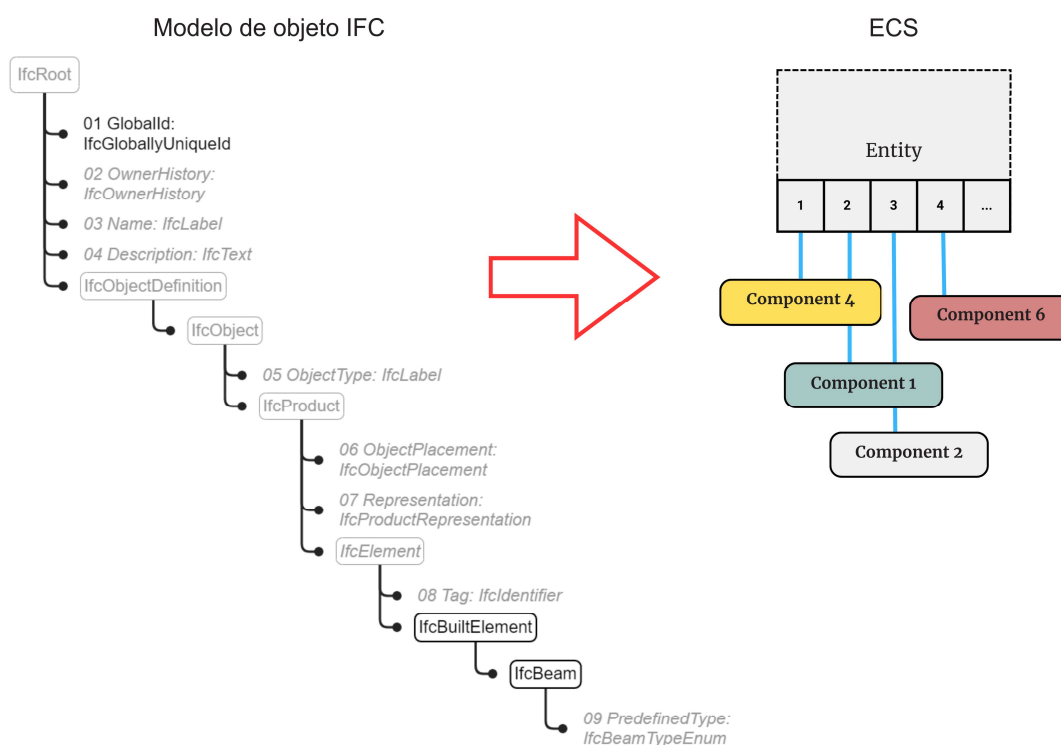 Modelo de objeto IFC
IfcRoot
01 GlobalId:
IfcGloballyUniqueId
02 OwnerHistory:
IfcOwnerHistory
03 Name: IfcLabel
04 Description: IfcText
IfcObjectDefinition
IfcObject
05 ObjectType: IfcLabel
IfcProduct
06 ObjectPlacement:
IfcObjectPlacement
07 Representation:
IfcProductRepresentation
IfcElement
08 Tag: IfcIdentifier
IfcBuiltElement
IfcBeam
09 PredefinedType:
IfcBeamTypeEnum
ECS
Entity
1 2 3 4 ...
Component 4
Component 6
Component 1
Component 2